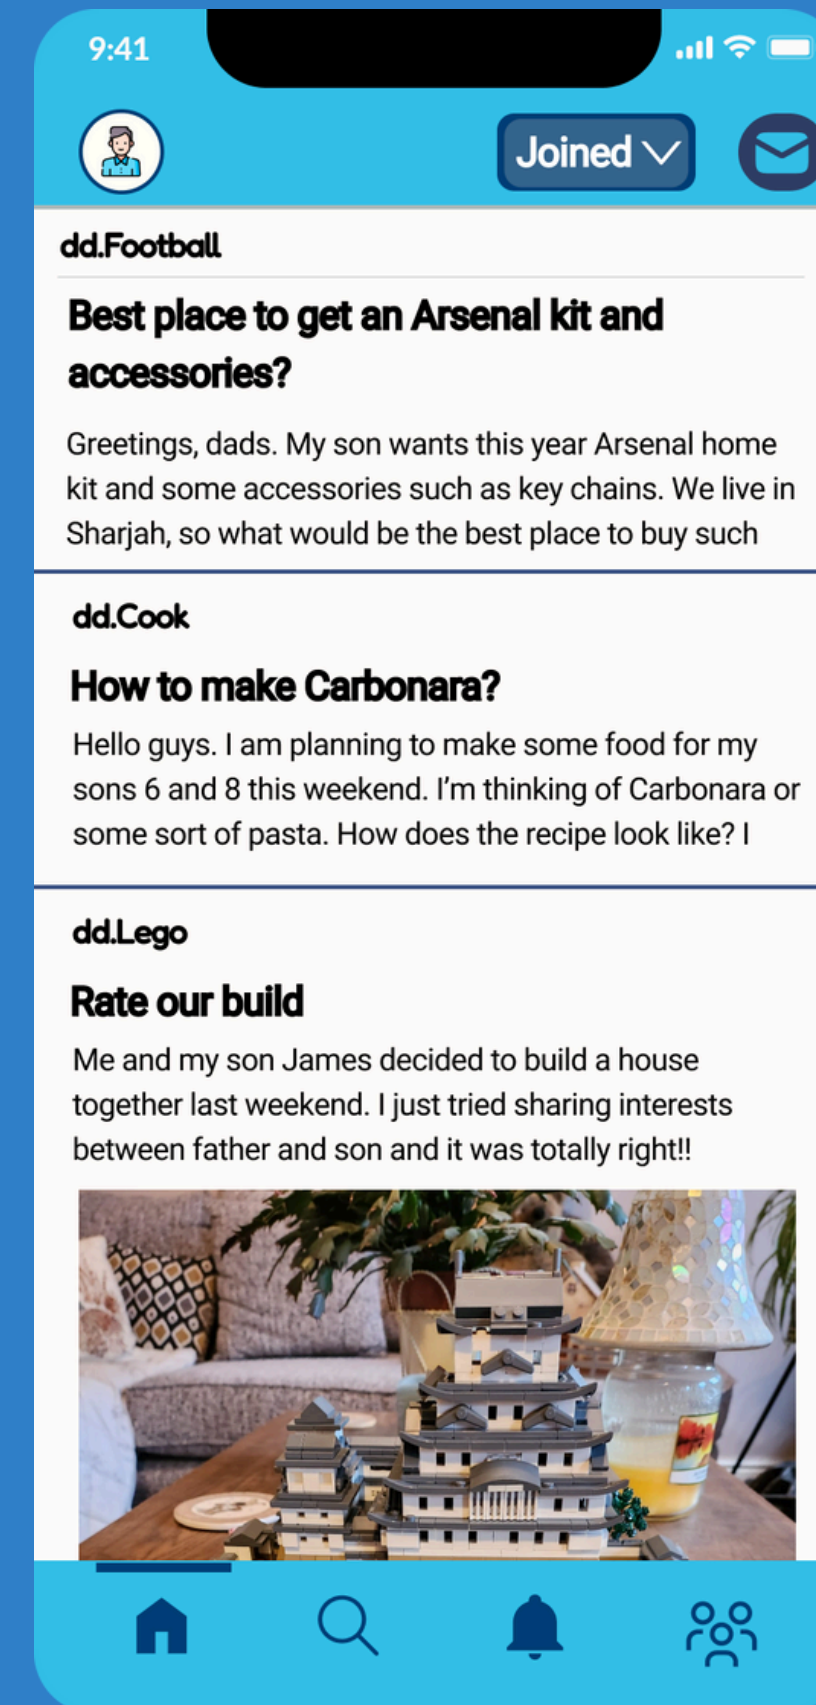 9:41
Joined
dd.Football
Best place to get an Arsenal kit and
accessories?
Greetings, dads. My son wants this year Arsenal home
kit and some accessories such as key chains. We live in
Sharjah, so what would be the best place to buy such
dd.Cook
How to make Carbonara?
Hello guys. I am planning to make some food for my
sons 6 and 8 this weekend. I'm thinking of Carbonara or
some sort of pasta. How does the recipe look like? I
dd.Lego
Rate our build
Me and my son James decided to build a house
together last weekend. I just tried sharing interests
between father and son and it was totally right!!